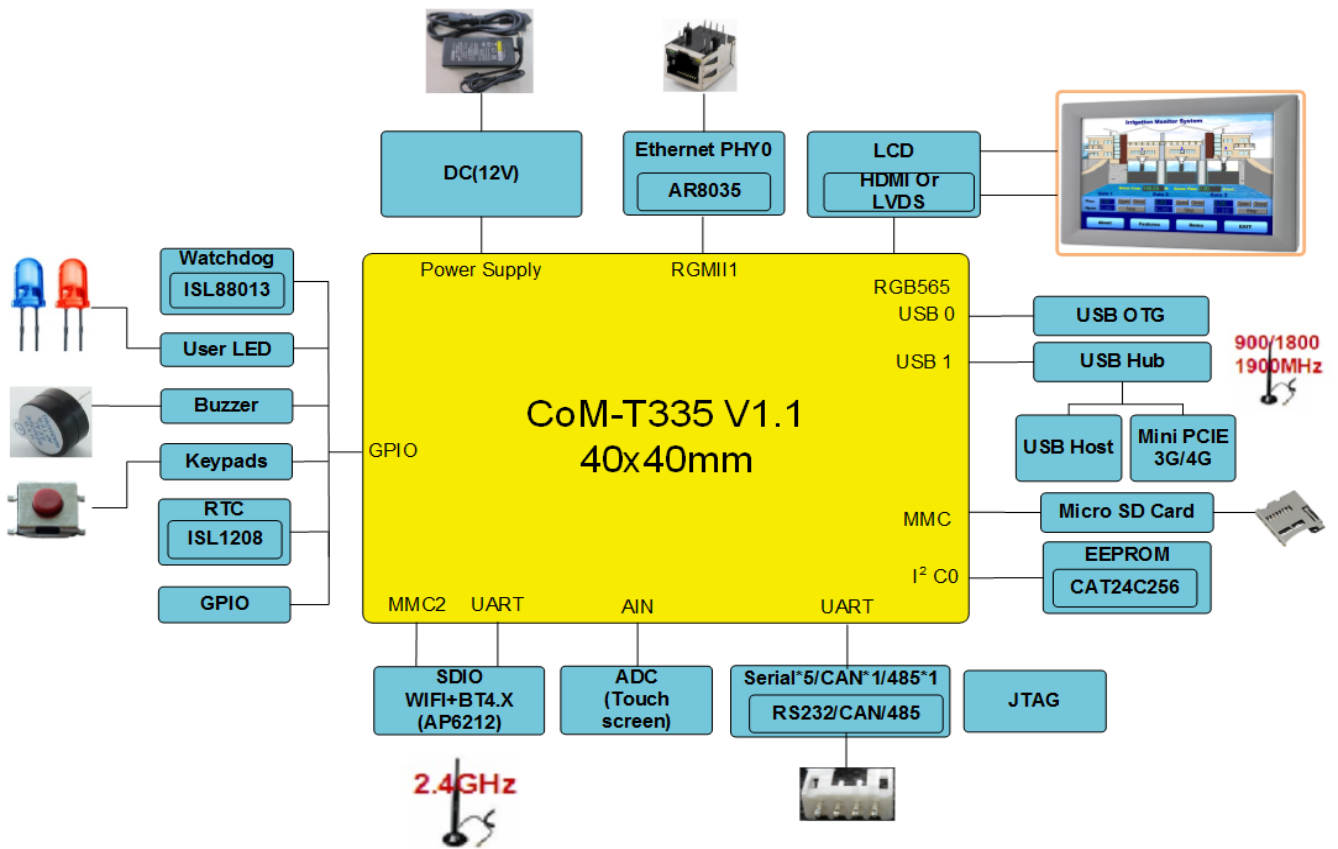 DC(12V)
Ethernet PHY0
AR8035
LCD
HDMI Or
LVDS
Irrigation Monitor System
Watchdog
ISL88013
User LED
Buzzer
Keypads
RTC
ISL1208
GPIO
Power Supply
RGMII1
RGB565
USB 0
USB 1
GPIO
CoM-T335 V1.1
40x40mm
MMC
I² C0
MMC2
UART
AIN
UART
USB OTG
USB Hub
900/1800
1900MHz
USB Host
Mini PCIE
3G/4G
Micro SD Card
EEPROM
CAT24C256
SDIO
WIFI+BT4.X
(AP6212)
ADC
(Touch
screen)
Serial*5/CAN*1/485*1
RS232/CAN/485
JTAG
2.4GHz